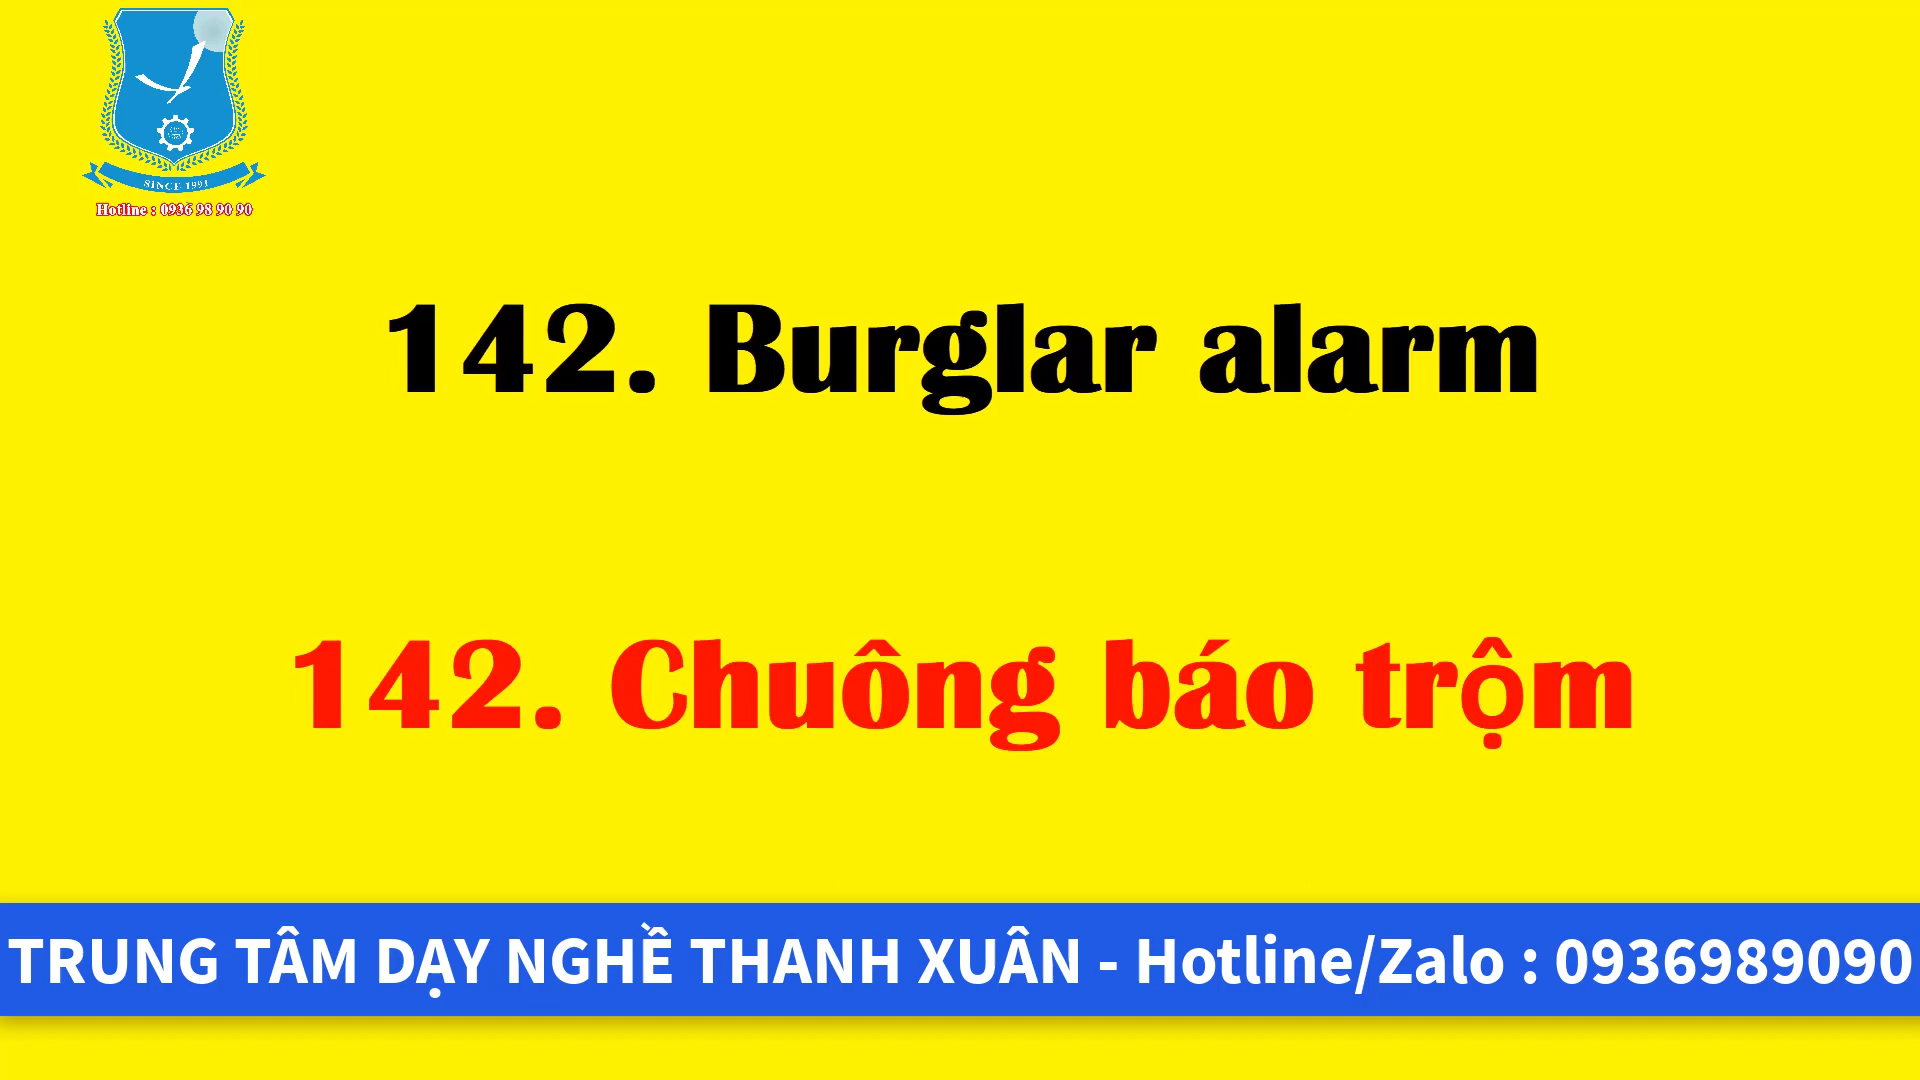 SINCE 1991
Hotline : 0936 98 90 90
142. Burglar alarm
142. Chuông báo trộm
TRUNG TÂM DẠY NGHỀ THANH XUÂN - Hotline/Zalo : 0936989090